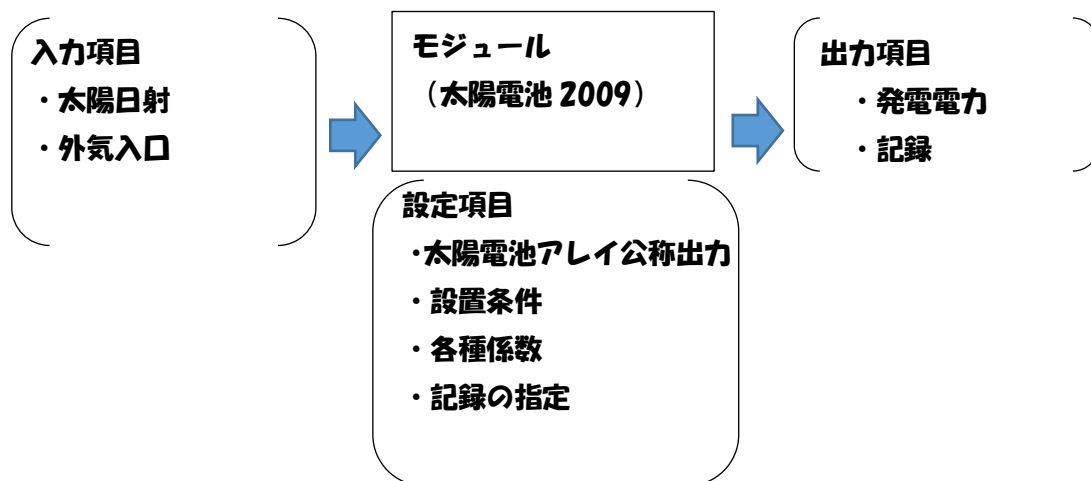 入力項目
・太陽日射
・外気入口
モジュール
（太陽電池 2009）
設定項目
・太陽電池アレイ公称出力
・設置条件
・各種係数
・記録の指定
出力項目
・発電電力
・記録